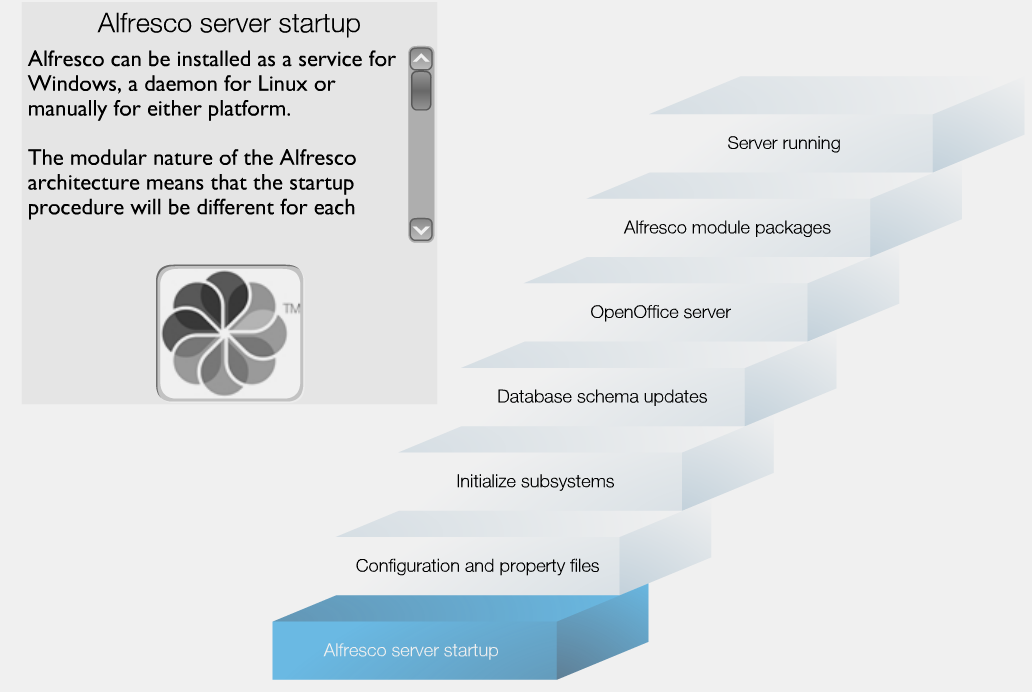 Alfresco server startup
Alfresco can be installed as a service for
Windows, a daemon for Linux or
manually for either platform.
The modular nature of the Alfresco
architecture means that the startup
procedure will be different for each
TM
Server running
Alfresco module packages
OpenOffice server
Database schema updates
Initialize subsystems
Configuration and property files
Alfresco server startup